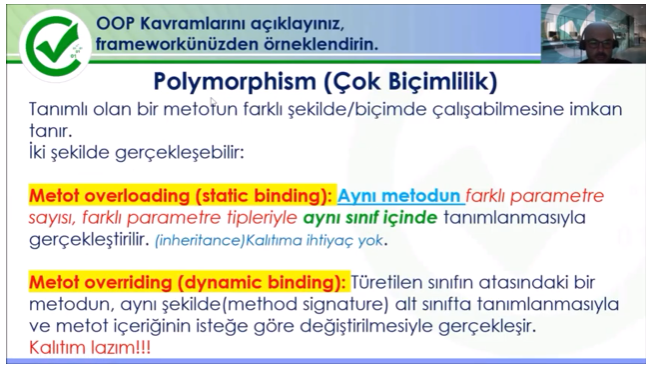 OOP Kavramlarını açıklayınız,
frameworkünüzden örneklendirin.
Polymorphism (Çok Biçimlilik)
Tanımlı olan bir metotun farklı şekilde/biçimde çalışabilmesine imkan
tanır.
İki şekilde gerçekleşebilir:
Metot overloading (static binding): Aynı metodun farklı parametre
sayısı, farklı parametre tipleriyle aynı sınıf içinde tanımlanmasıyla
gerçekleştirilir. (inheritance)Kalıtıma ihtiyaç yok.
Metot overriding (dynamic binding): Türetilen sınıfın atasındaki bir
metodun, aynı şekilde(method signature) alt sınıfta tanımlanmasıyla
ve metot içeriğinin isteğe göre değiştirilmesiyle gerçekleşir.
Kalıtım lazım!!!